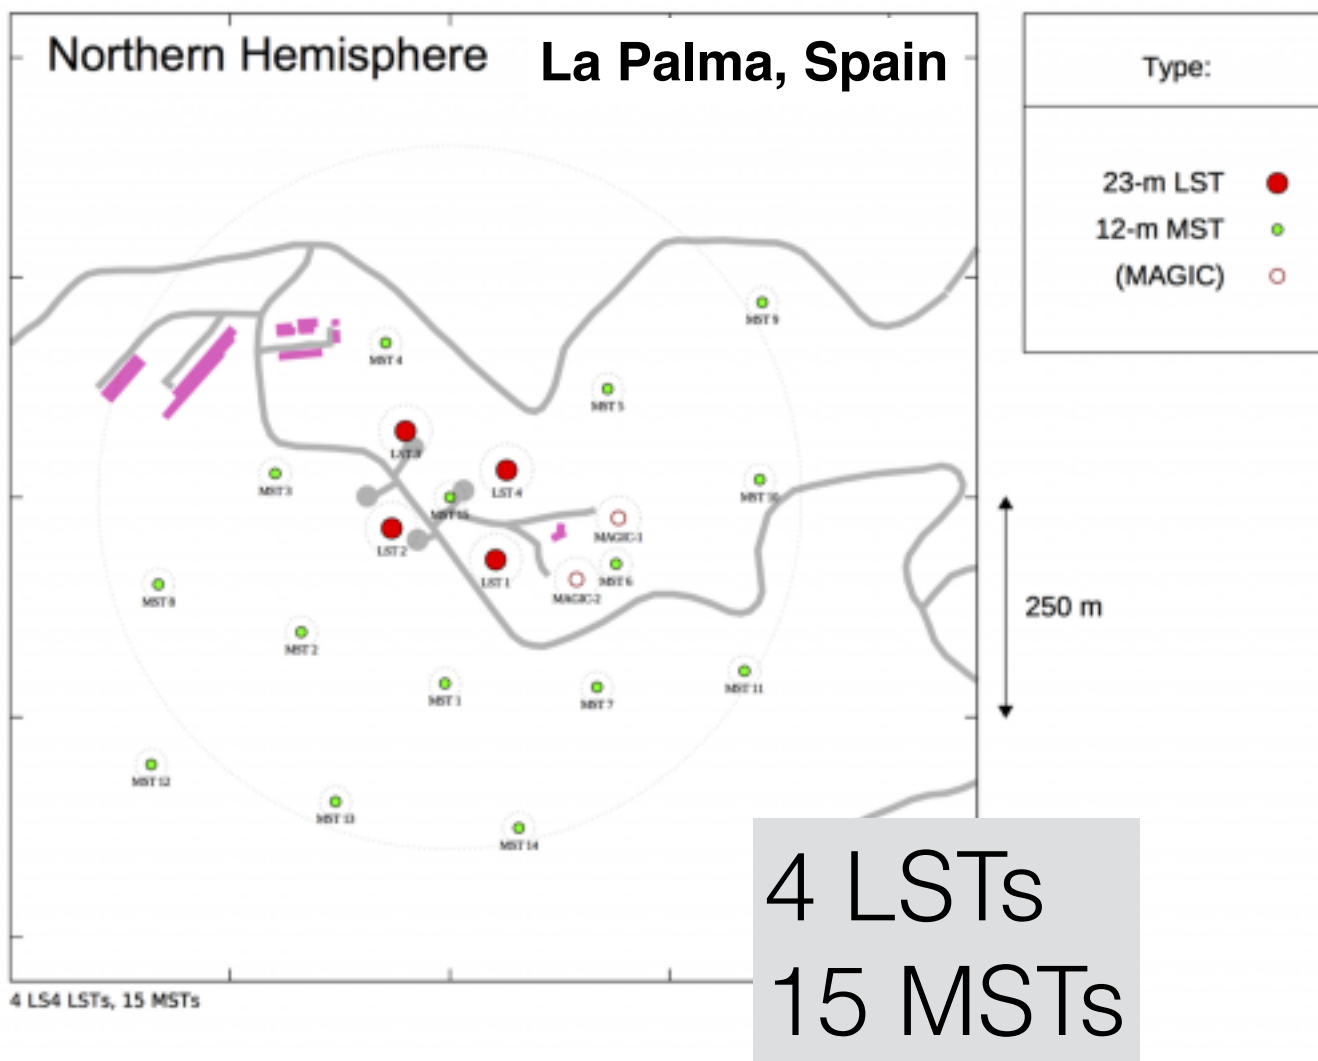 Northern Hemisphere
La Palma, Spain
Type:
23-m LST
12-m MST
(MAGIC)
MST 9
MST 4
MST 5
LST 3
LST 4
MST 3
MST 10
MST 15
MAGIC-1
LST 2
LST 1
MST 6
MAGIC-2
MST 8
250 m
MST 2
MST 11
MST 1
MST 7
MST 12
MST 13
MST 14
4 LSTs
15 MSTs
4 LS4 LSTs, 15 MSTs